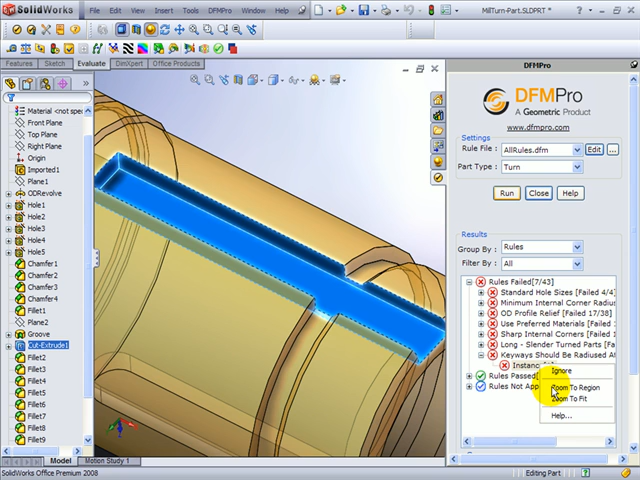 SolidWorks
File Edit View Insert Tools DFMPro Window Help
MillTurn-Part.SLDPRT *
Features Sketch Evaluate DimXpert Office Products
Material <not spec
Front Plane
Top Plane
Right Plane
Origin
Imported1
Plane1
ODRevolve
Hole1
Hole2
Hole3
Hole4
Hole5
Chamfer1
Chamfer2
Chamfer3
Chamfer4
Fillet1
Plane2
Groove
Cut-Extrude1
Fillet2
Fillet3
Fillet4
Fillet5
Fillet6
Fillet7
Fillet8
Fillet9
Model Motion Study 1
SolidWorks Office Premium 2008
Editing Part
DFMPro
DFMPro
A Geometric Product
www.dfmpro.com
Settings
Rule File : AllRules.dfm Edit ...
Part Type : Turn
Run Close Help
Results
Group By : Rules
Filter By : All
Rules Failed[7/43]
Standard Hole Sizes [Failed 4/4]
Minimum Internal Corner Radius
OD Profile Relief [Failed 17/38]
Use Preferred Materials [Failed
Sharp Internal Corners [Failed
Long - Slender Turned Parts [Fa
Keyways Should Be Radiused At
Instance
Rules Passed[
Rules Not App
Ignore
Zoom To Region
Zoom To Fit
Help...